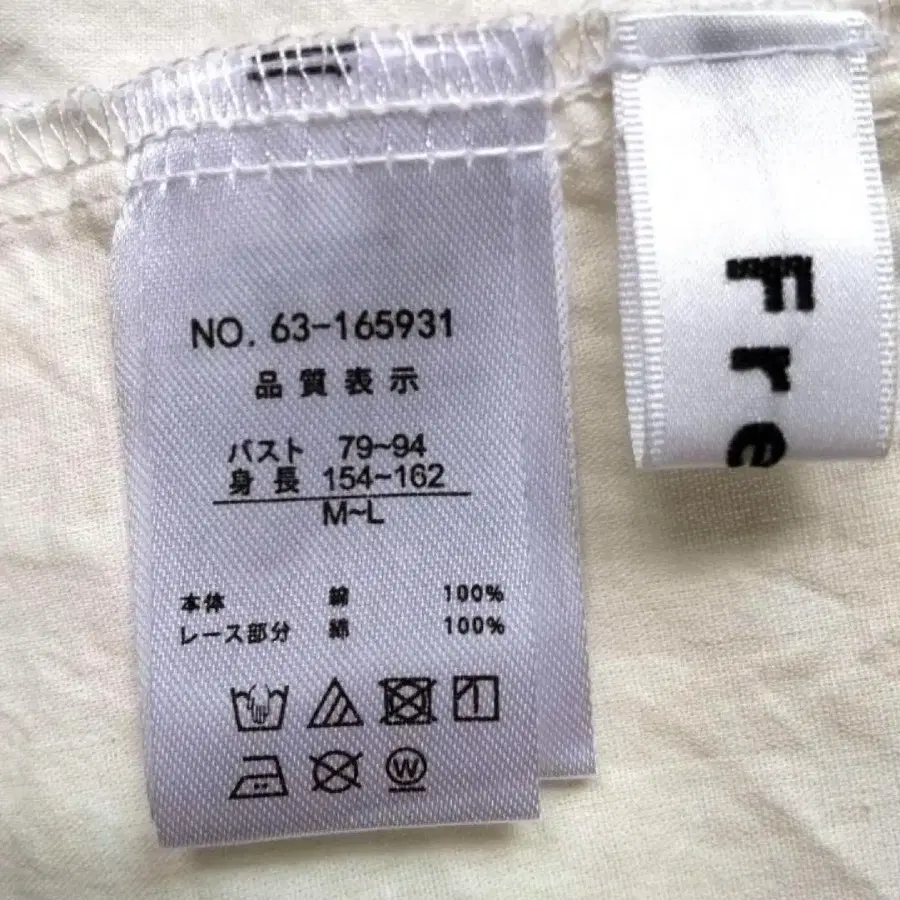 NO. 63-165931
品質表示
バスト 79~94
身長 154~162
M~L
本体 綿 100%
レース部分 綿 100%
W
Fre